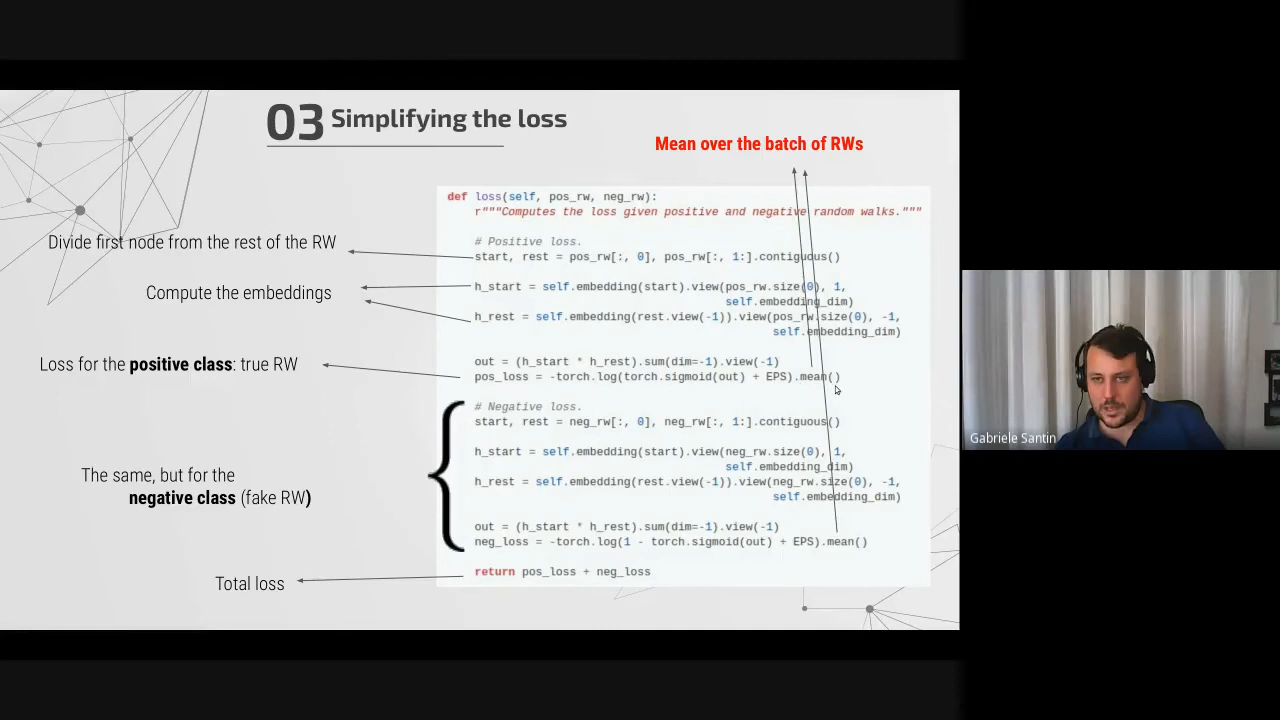 03 Simplifying the loss
Mean over the batch of RWs
def loss(self, pos_rw, neg_rw):
r"""Computes the loss given positive and negative random walks."""
# Positive loss.
Divide first node from the rest of the RW
start, rest = pos_rw[:, 0], pos_rw[:, 1:].contiguous()
Compute the embeddings
h_start = self.embedding(start).view(pos_rw.size(0), 1,
self.embedding_dim)
h_rest = self.embedding(rest.view(-1)).view(pos_rw.size(0), -1,
self.embedding_dim)
Loss for the positive class: true RW
out = (h_start * h_rest).sum(dim=-1).view(-1)
pos_loss = -torch.log(torch.sigmoid(out) + EPS).mean()
# Negative loss.
start, rest = neg_rw[:, 0], neg_rw[:, 1:].contiguous()
The same, but for the
negative class (fake RW)
h_start = self.embedding(start).view(neg_rw.size(0), 1,
self.embedding_dim)
h_rest = self.embedding(rest.view(-1)).view(neg_rw.size(0), -1,
self.embedding_dim)
out = (h_start * h_rest).sum(dim=-1).view(-1)
neg_loss = -torch.log(1 - torch.sigmoid(out) + EPS).mean()
Total loss
return pos_loss + neg_loss
Gabriele Santin